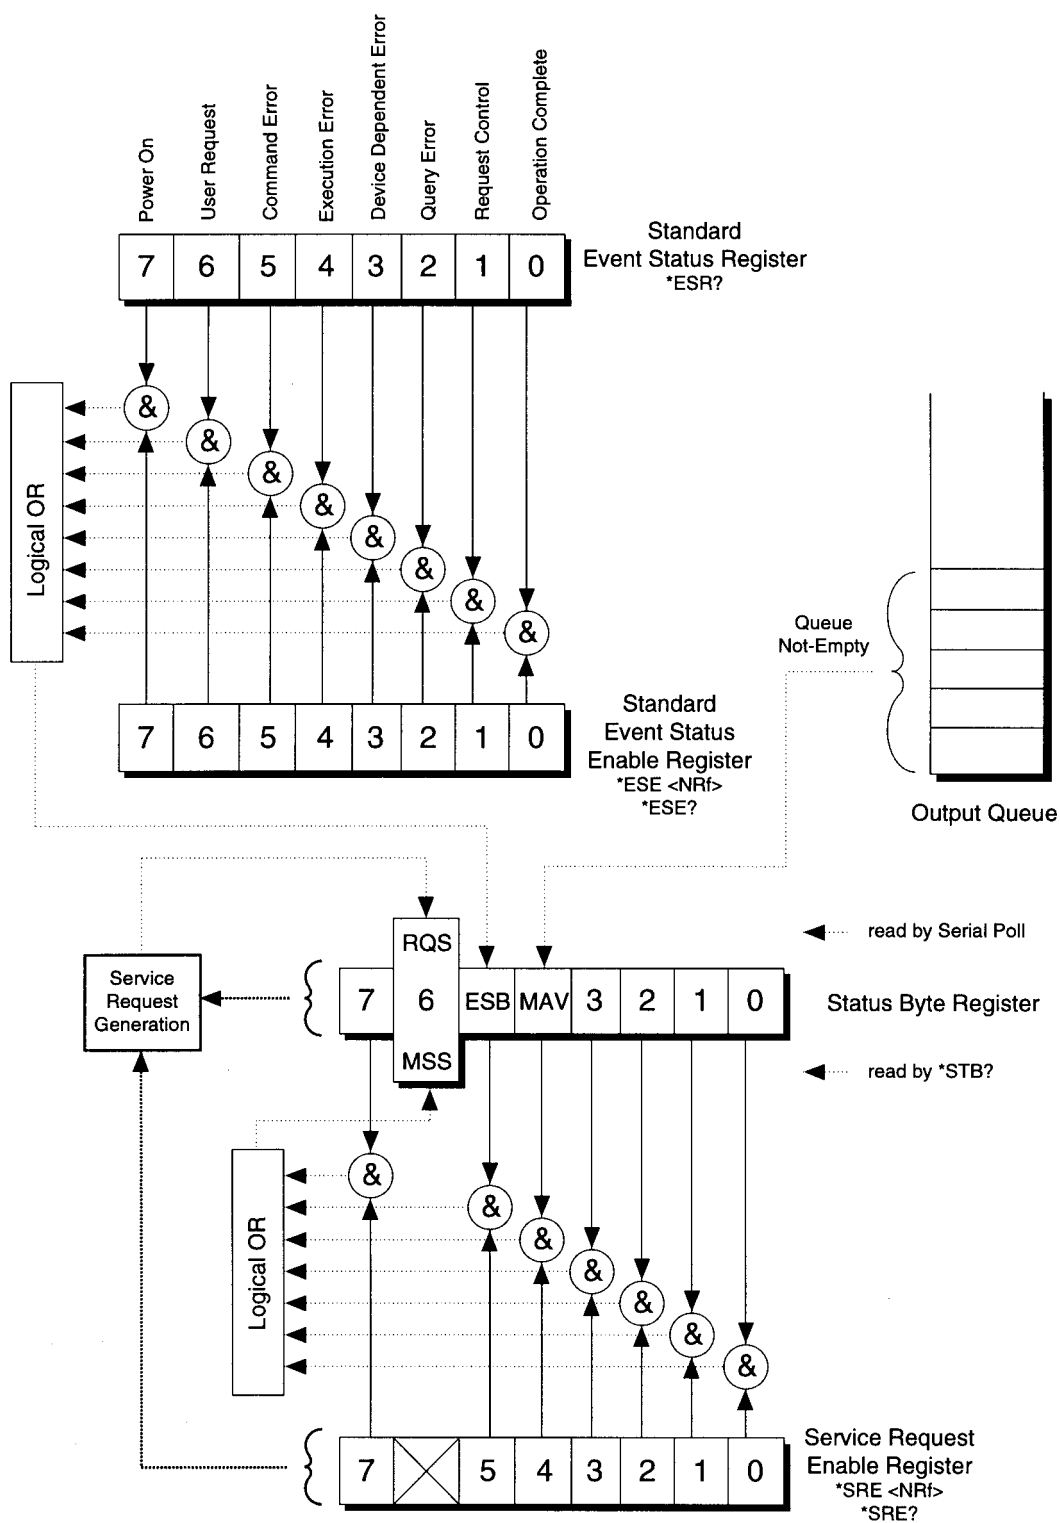 Power On
User Request
Command Error
Execution Error
Device Dependent Error
Query Error
Request Control
Operation Complete
7 6 5 4 3 2 1 0
Standard
Event Status Register
*ESR?
& & & & & & & &
Logical OR
Queue
Not-Empty
Output Queue
7 6 5 4 3 2 1 0
Standard
Event Status
Enable Register
*ESE <NRf>
*ESE?
read by Serial Poll
Service
Request
Generation
RQS
7 6 ESB MAV 3 2 1 0
MSS
Status Byte Register
read by *STB?
& & & & & & &
Logical OR
7 5 4 3 2 1 0
Service Request
Enable Register
*SRE <NRf>
*SRE?